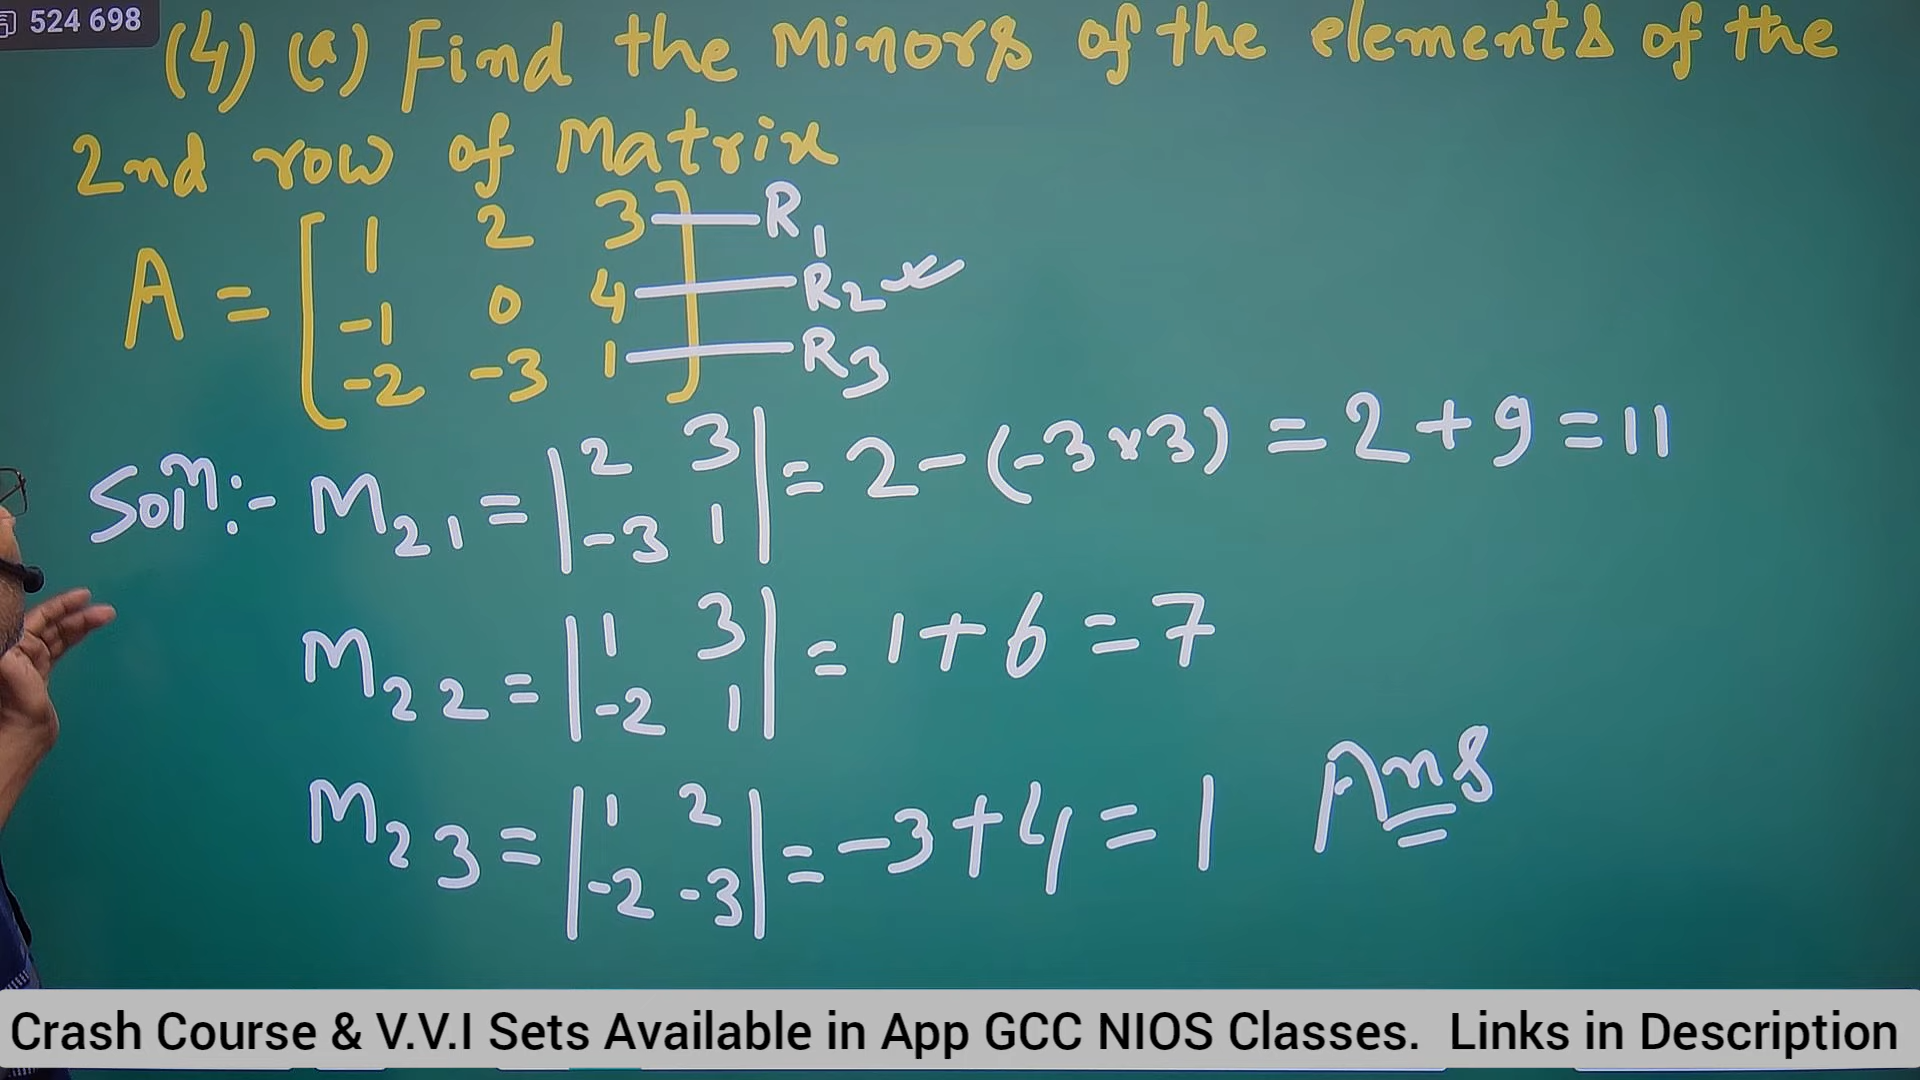 524 698
(4) (a) Find the Minors of the elements of the
2nd row of Matrix
A = [ 1 2 3 ] R1
-1 0 4 R2
-2 -3 1 R3
Soln:- M21 = | 2 3 | = 2 - (-3 x 3) = 2 + 9 = 11
-3 1
M22 = | 1 3 | = 1 + 6 = 7
-2 1
M23 = | 1 2 | = -3 + 4 = 1 Ans
-2 -3
Crash Course & V.V.I Sets Available in App GCC NIOS Classes. Links in Description